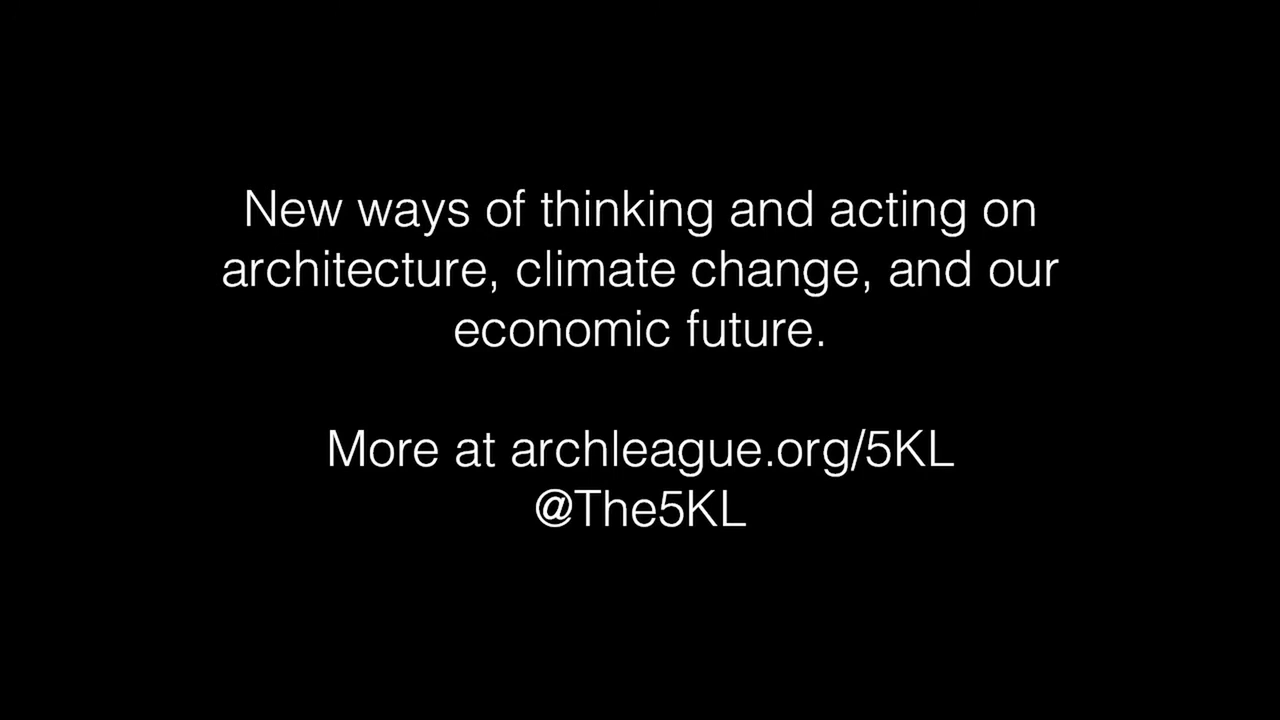 New ways of thinking and acting on
architecture, climate change, and our
economic future.
More at archleague.org/5KL
@The5KL